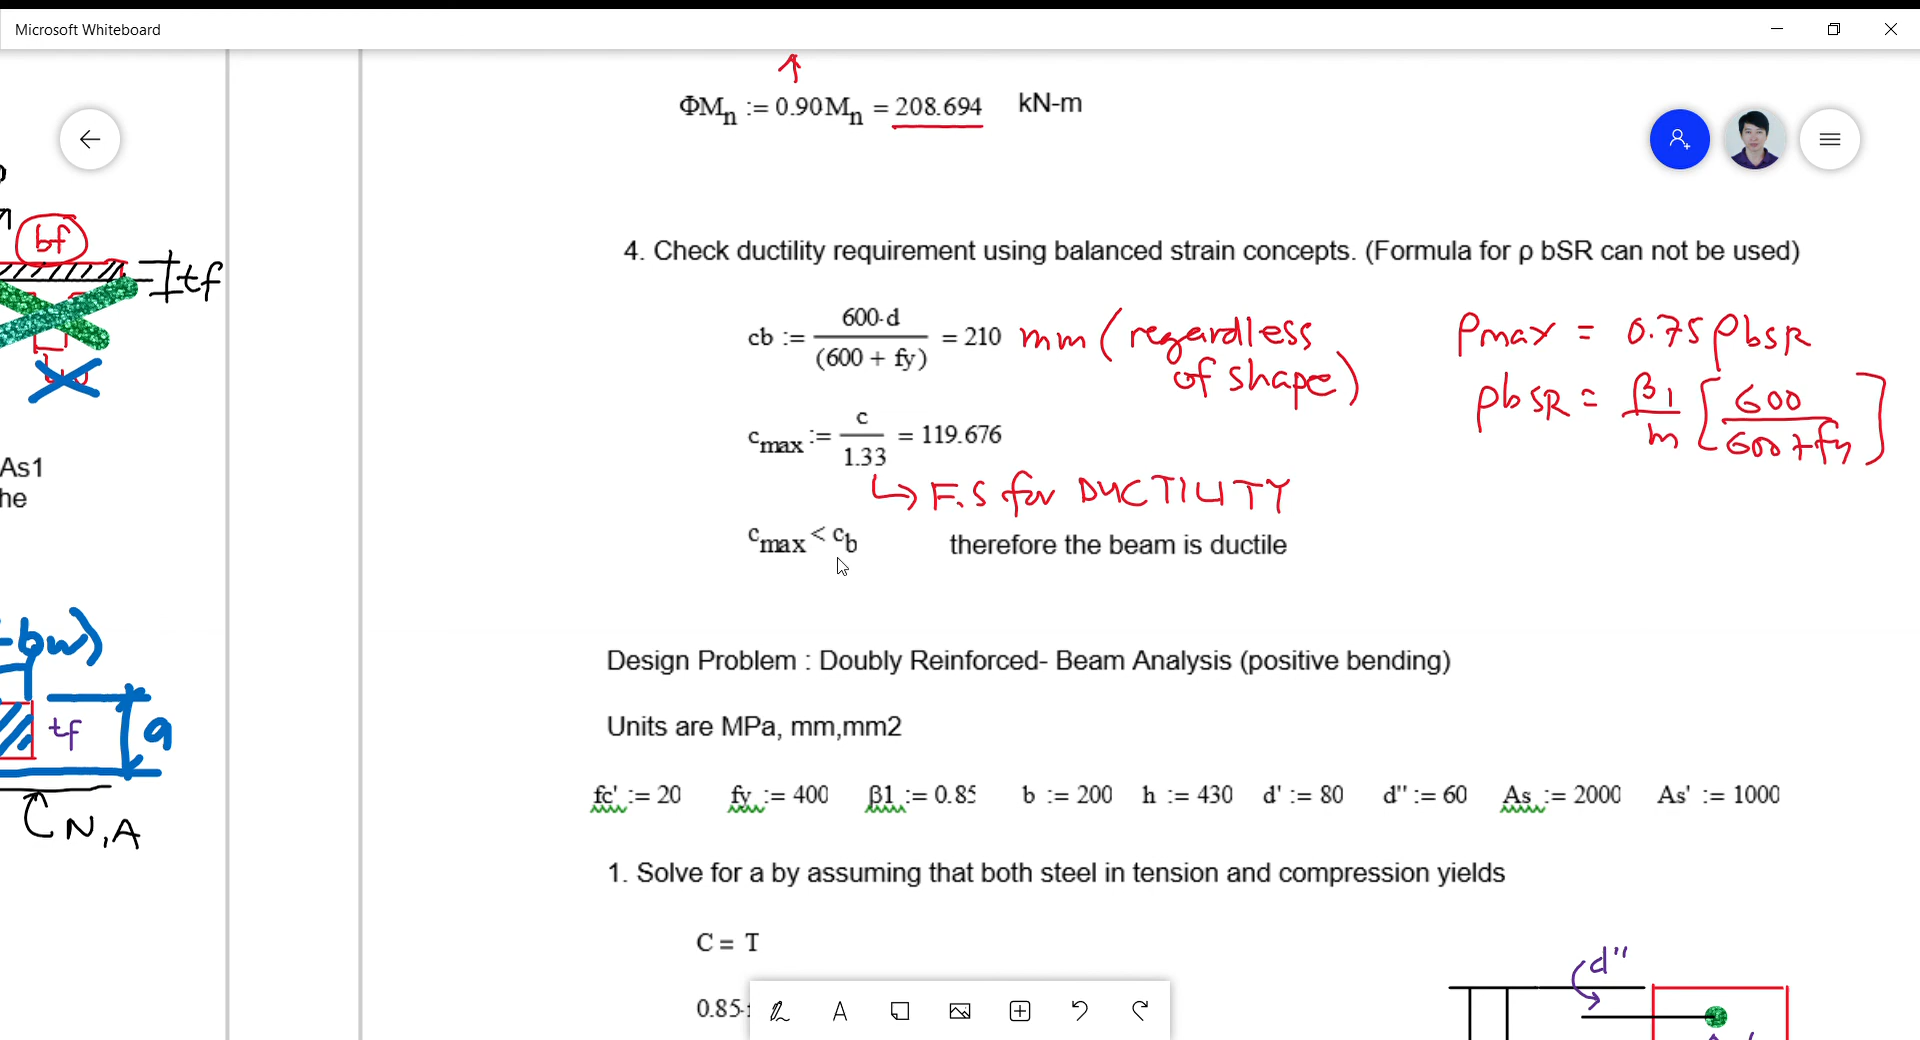 Microsoft Whiteboard
ΦMn := 0.90Mn = 208.694 kN-m
bf
tf
4. Check ductility requirement using balanced strain concepts. (Formula for ρ bSR can not be used)
cb := 600·d / (600 + fy) = 210 mm (regardless of shape)
ρmax = 0.75 ρbSR
ρbSR = β1/m [600 / 600+fy]
cmax := c / 1.33 = 119.676
↳ F.S for DUCTILITY
cmax < cb therefore the beam is ductile
As1
he
-bw)
tf
a
N.A
Design Problem : Doubly Reinforced- Beam Analysis (positive bending)
Units are MPa, mm,mm2
fc' := 20 fy := 400 β1 := 0.85 b := 200 h := 430 d' := 80 d'' := 60 As := 2000 As' := 1000
1. Solve for a by assuming that both steel in tension and compression yields
C = T
0.85·
d''